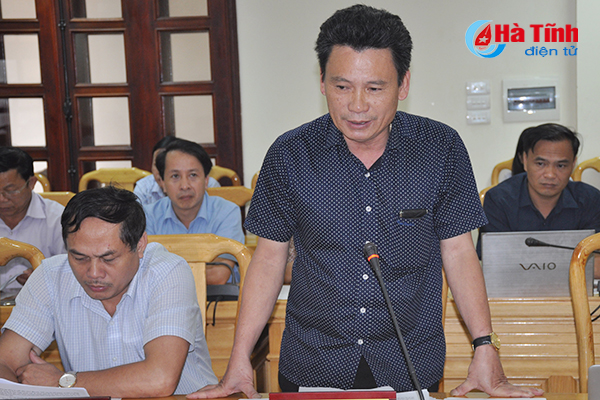 Hà Tĩnh
điện tử
VAIO